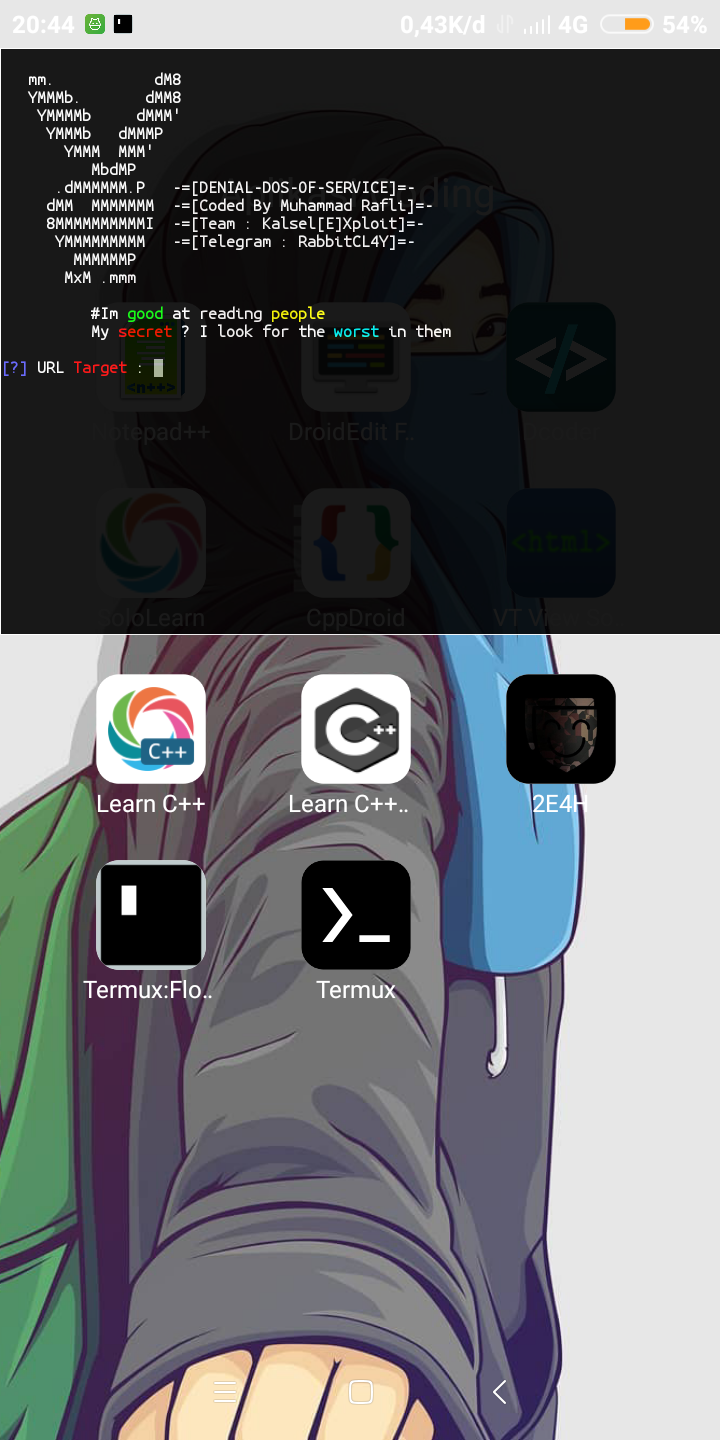 20:44 0,43K/d 4G 54%
mm. dM8
YMMMb. dMM8
YMMMMb dMMM'
YMMMb dMMMP
YMMM MMM'
MbdMP
.dMMMMMM.P -=[DENIAL-DOS-OF-SERVICE]=-
dMM MMMMMMM -=[Coded By Muhammad Rafli]=-
8MMMMMMMMMMI -=[Team : Kalsel[E]Xploit]=-
YMMMMMMMMM -=[Telegram : RabbitCL4Y]=-
MMMMMMP
MxM .mmm
#Im good at reading people
My secret ? I look for the worst in them
[?] URL Target :
<n++>
Notepad++ DroidEdit F..
<html>
SoloLearn CppDroid
C++ C++
Learn C++ Learn C++.. 2E4H
Termux:Flo.. Termux